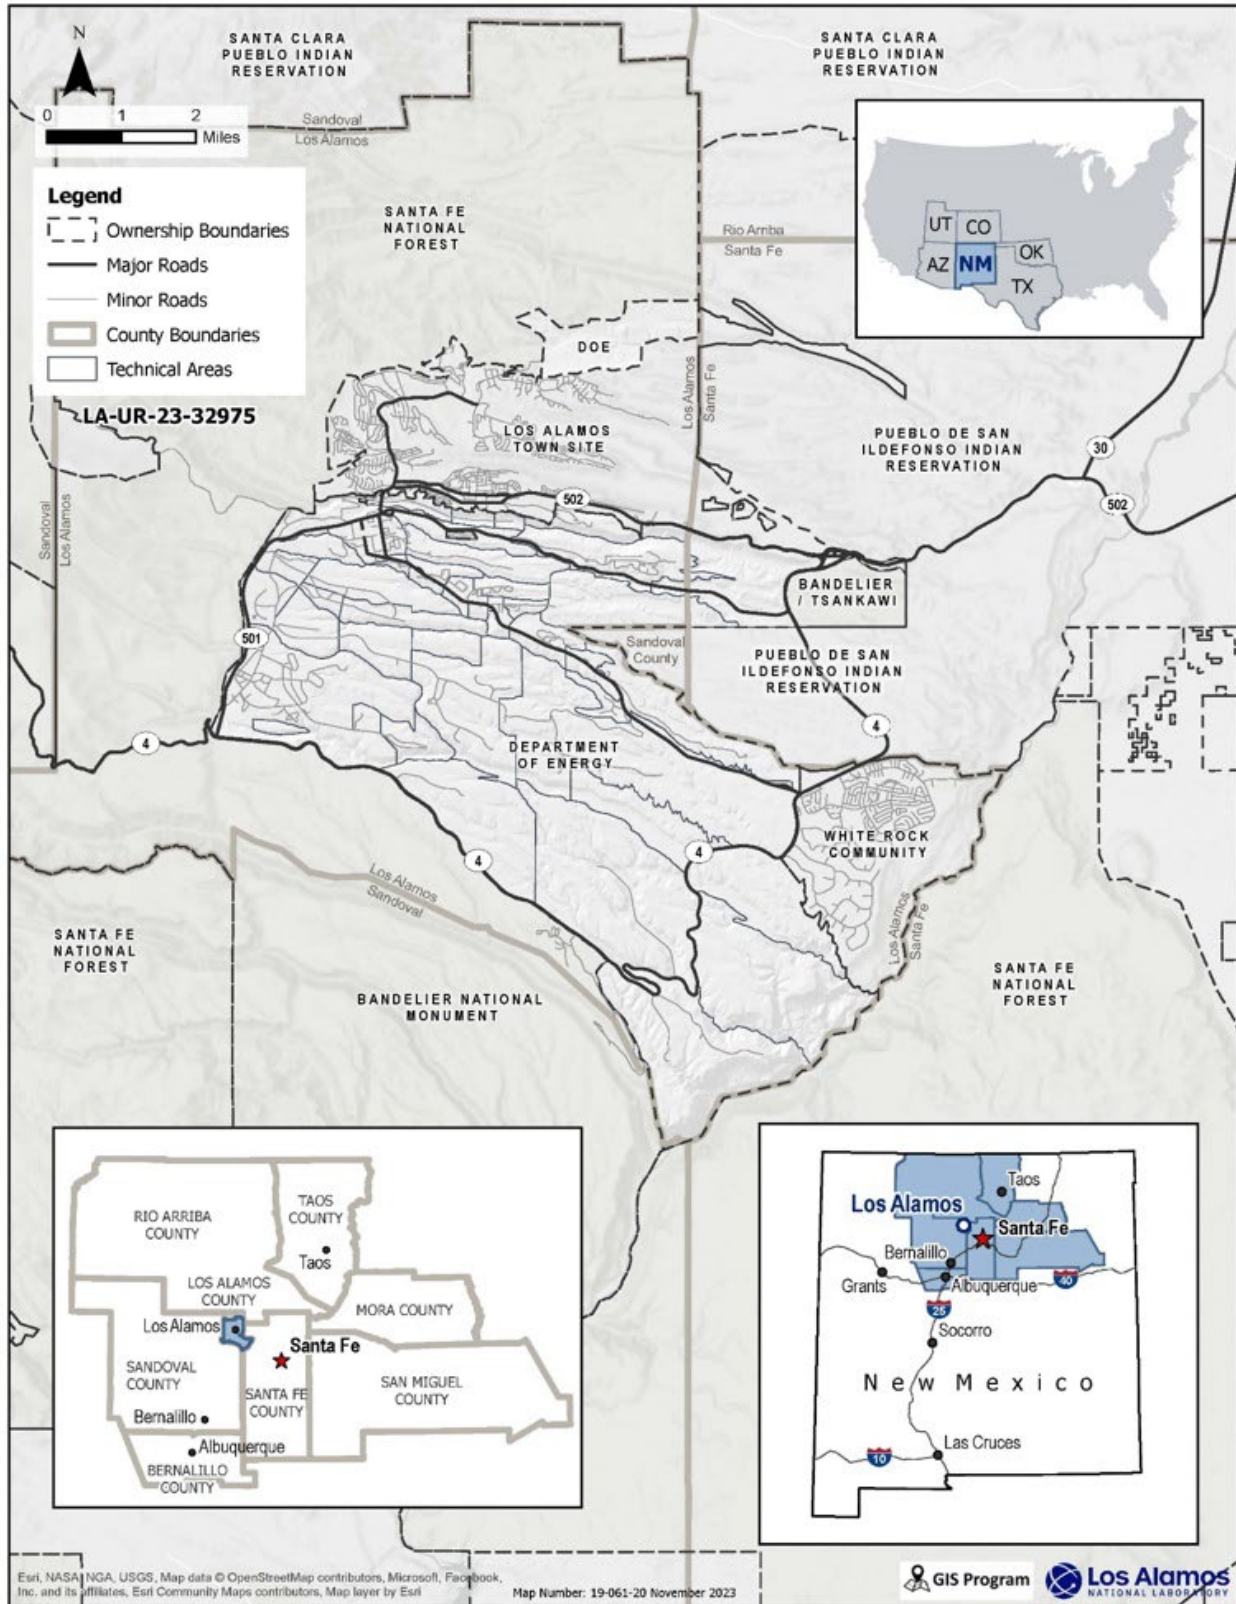 SANTA CLARA
PUEBLO INDIAN
RESERVATION
SANTA CLARA
PUEBLO INDIAN
RESERVATION
N
0 1 2
Miles
Sandoval
Los Alamos
Legend
Ownership Boundaries
Major Roads
Minor Roads
County Boundaries
Technical Areas
LA-UR-23-32975
SANTA FE
NATIONAL
FOREST
Rio Arriba
Santa Fe
UT
CO
AZ
NM
OK
TX
DOE
Los Alamos
Santa Fe
LOS ALAMOS
TOWN SITE
PUEBLO DE SAN
ILDEFONSO INDIAN
RESERVATION
30
502
502
Sandoval
Los Alamos
BANDELIER
/ TSANKAWI
501
Sandoval
County
PUEBLO DE SAN
ILDEFONSO INDIAN
RESERVATION
4
4
DEPARTMENT
OF ENERGY
WHITE ROCK
COMMUNITY
4
4
Los Alamos
Sandoval
Los Alamos
Santa Fe
SANTA FE
NATIONAL
FOREST
BANDELIER NATIONAL
MONUMENT
SANTA FE
NATIONAL
FOREST
RIO ARRIBA
COUNTY
TAOS
COUNTY
Taos
LOS ALAMOS
COUNTY
MORA COUNTY
Los Alamos
Santa Fe
SANDOVAL
COUNTY
SANTA FE
COUNTY
SAN MIGUEL
COUNTY
Bernalillo
Albuquerque
BERNALILLO
COUNTY
Taos
Los Alamos
Santa Fe
Bernalillo
Grants
Albuquerque
40
25
Socorro
New Mexico
Las Cruces
10
Esri, NASA, NGA, USGS, Map data © OpenStreetMap contributors, Microsoft, Facebook,
Inc. and its affiliates, Esri Community Maps contributors, Map layer by Esri
Map Number: 19-061-20 November 2023
GIS Program
Los Alamos
NATIONAL LABORATORY